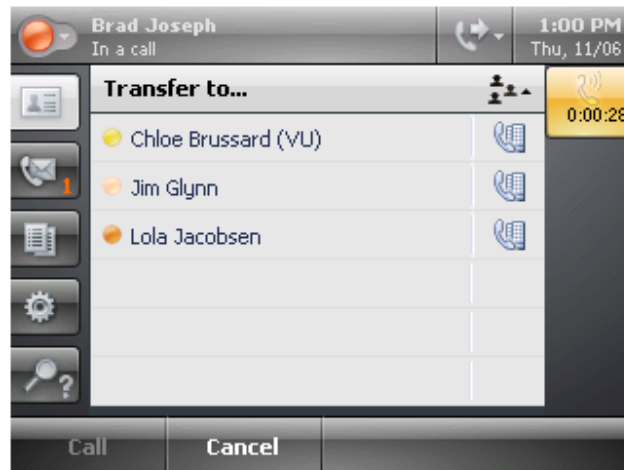 Brad Joseph
In a call
1:00 PM
Thu, 11/06
Transfer to...
0:00:28
Chloe Brussard (VU)
Jim Glynn
1
Lola Jacobsen
?
Call
Cancel